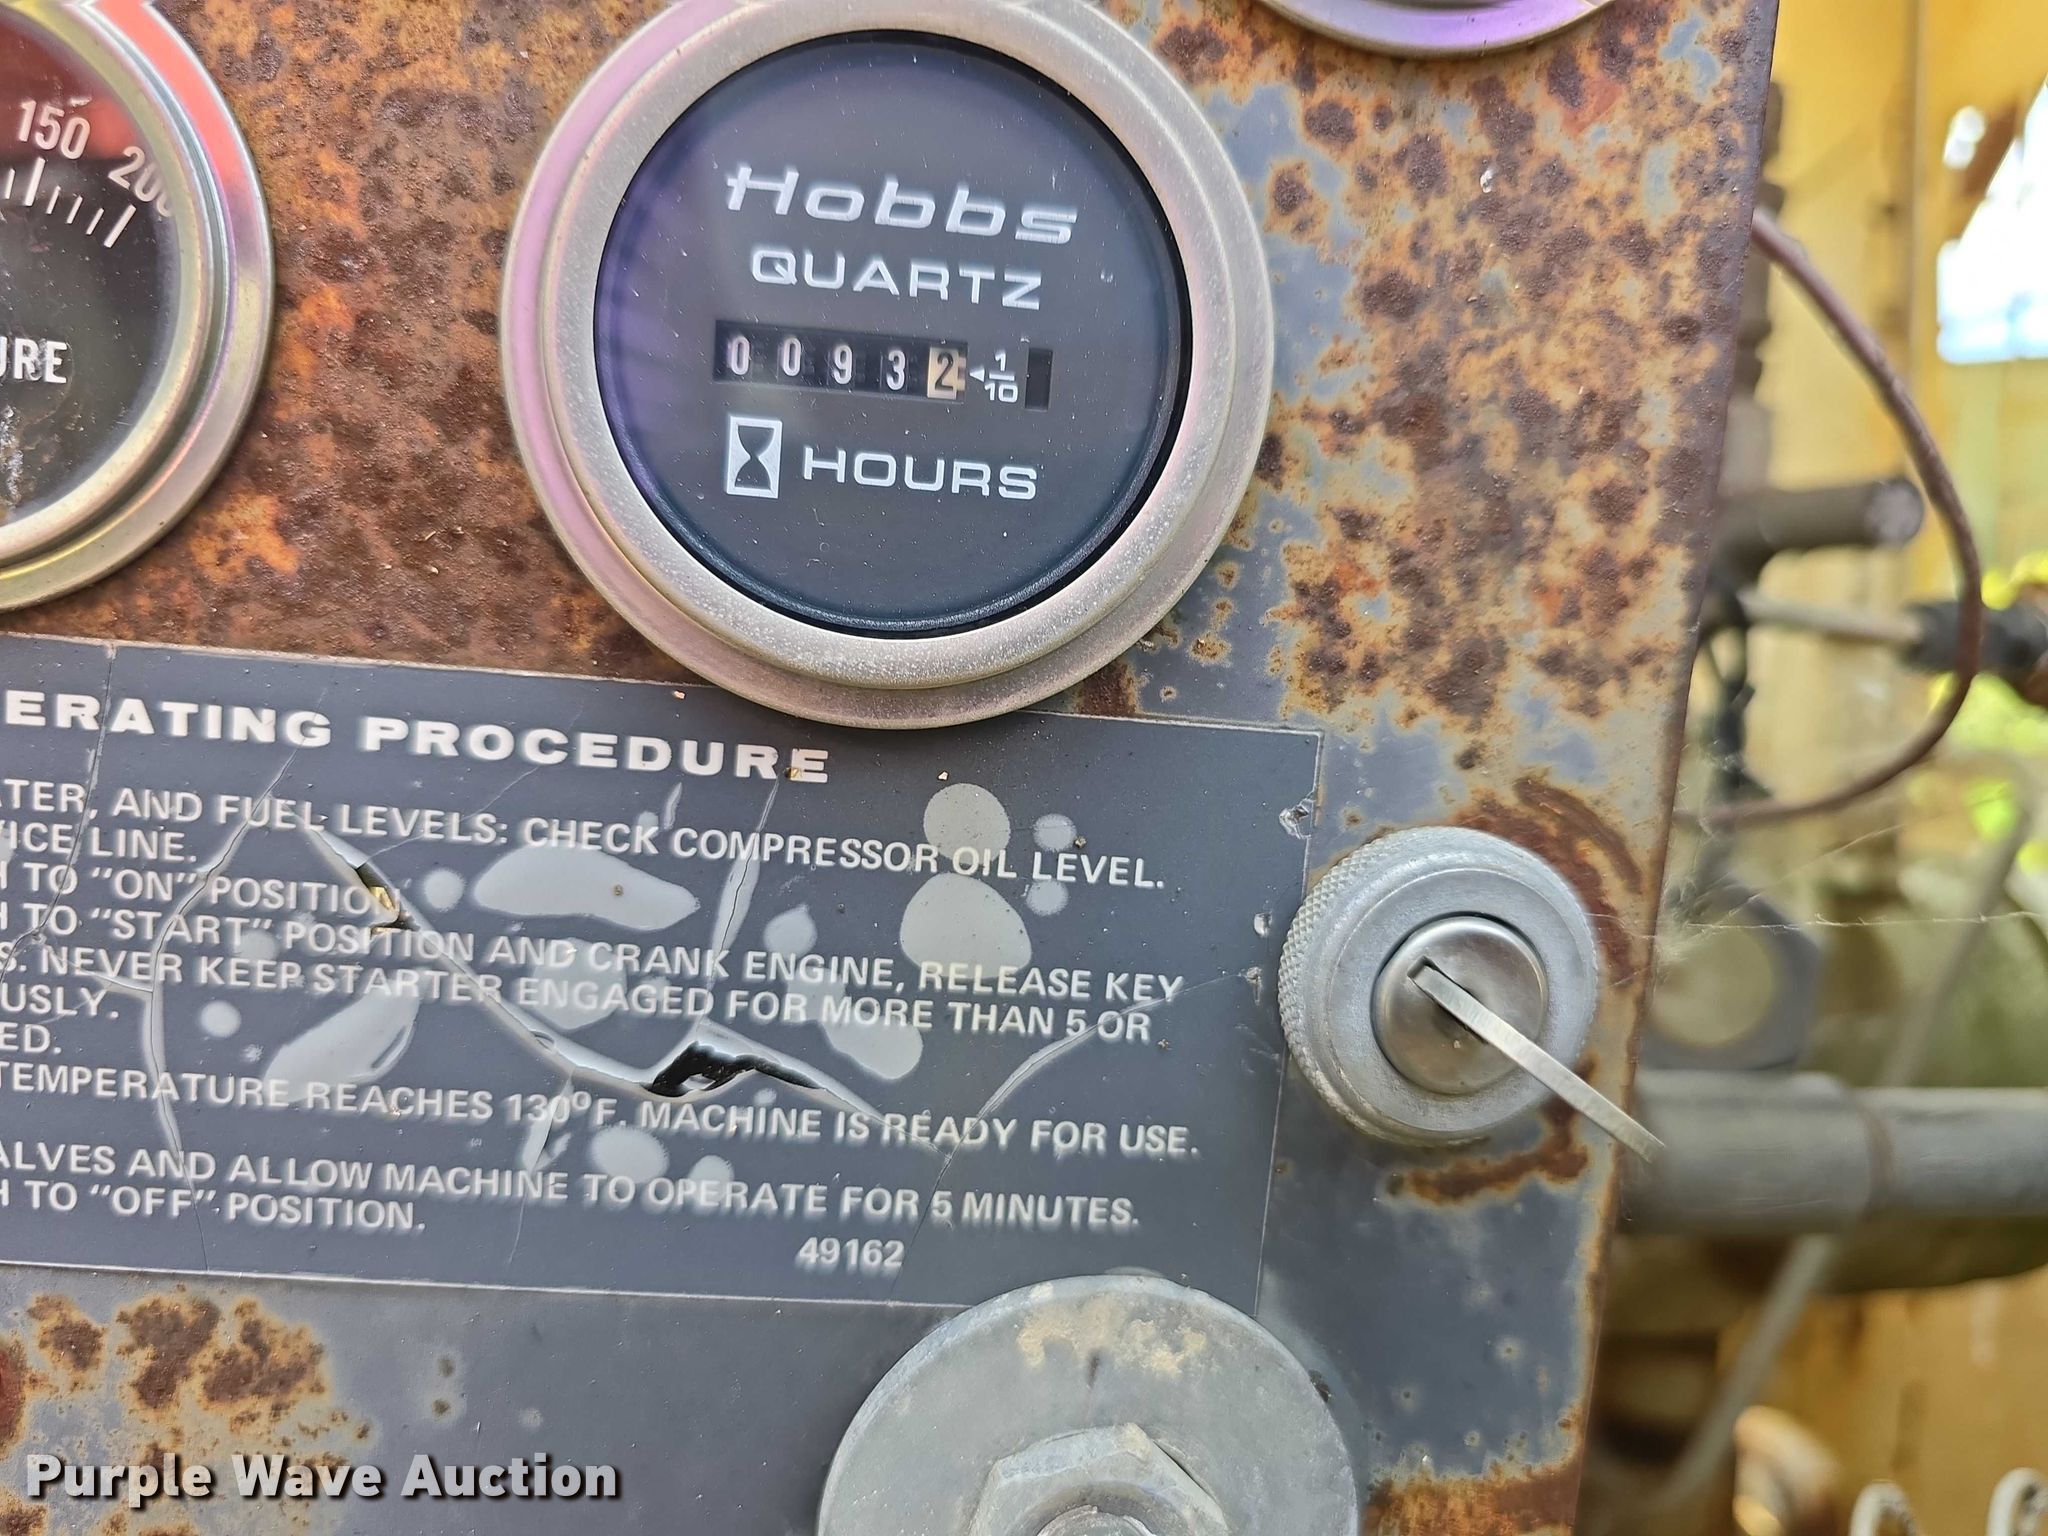 150 200
Hobbs
QUARTZ
0 0 9 3 2 1/10
HOURS
URE
ERATING PROCEDURE
ATER, AND FUEL LEVELS: CHECK COMPRESSOR OIL LEVEL.
VICE LINE.
H TO "ON" POSITION
H TO "START" POSITION AND CRANK ENGINE, RELEASE KEY
S. NEVER KEEP STARTER ENGAGED FOR MORE THAN 5 OR
USLY.
ED.
TEMPERATURE REACHES 130ºF. MACHINE IS READY FOR USE.
ALVES AND ALLOW MACHINE TO OPERATE FOR 5 MINUTES.
H TO "OFF" POSITION.
49162
Purple Wave Auction